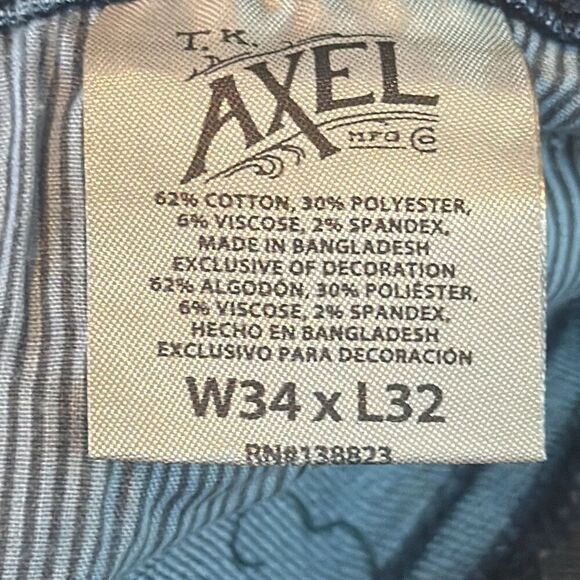 T.K.
AXEL
MFG Co
62% COTTON, 30% POLYESTER,
6% VISCOSE, 2% SPANDEX.
MADE IN BANGLADESH
EXCLUSIVE OF DECORATION
62% ALGODÓN, 30% POLIÉSTER,
6% VISCOSE, 2% SPANDEX.
HECHO EN BANGLADESH
EXCLUSIVO PARA DECORACIÓN
W34 x L32
RN#138823